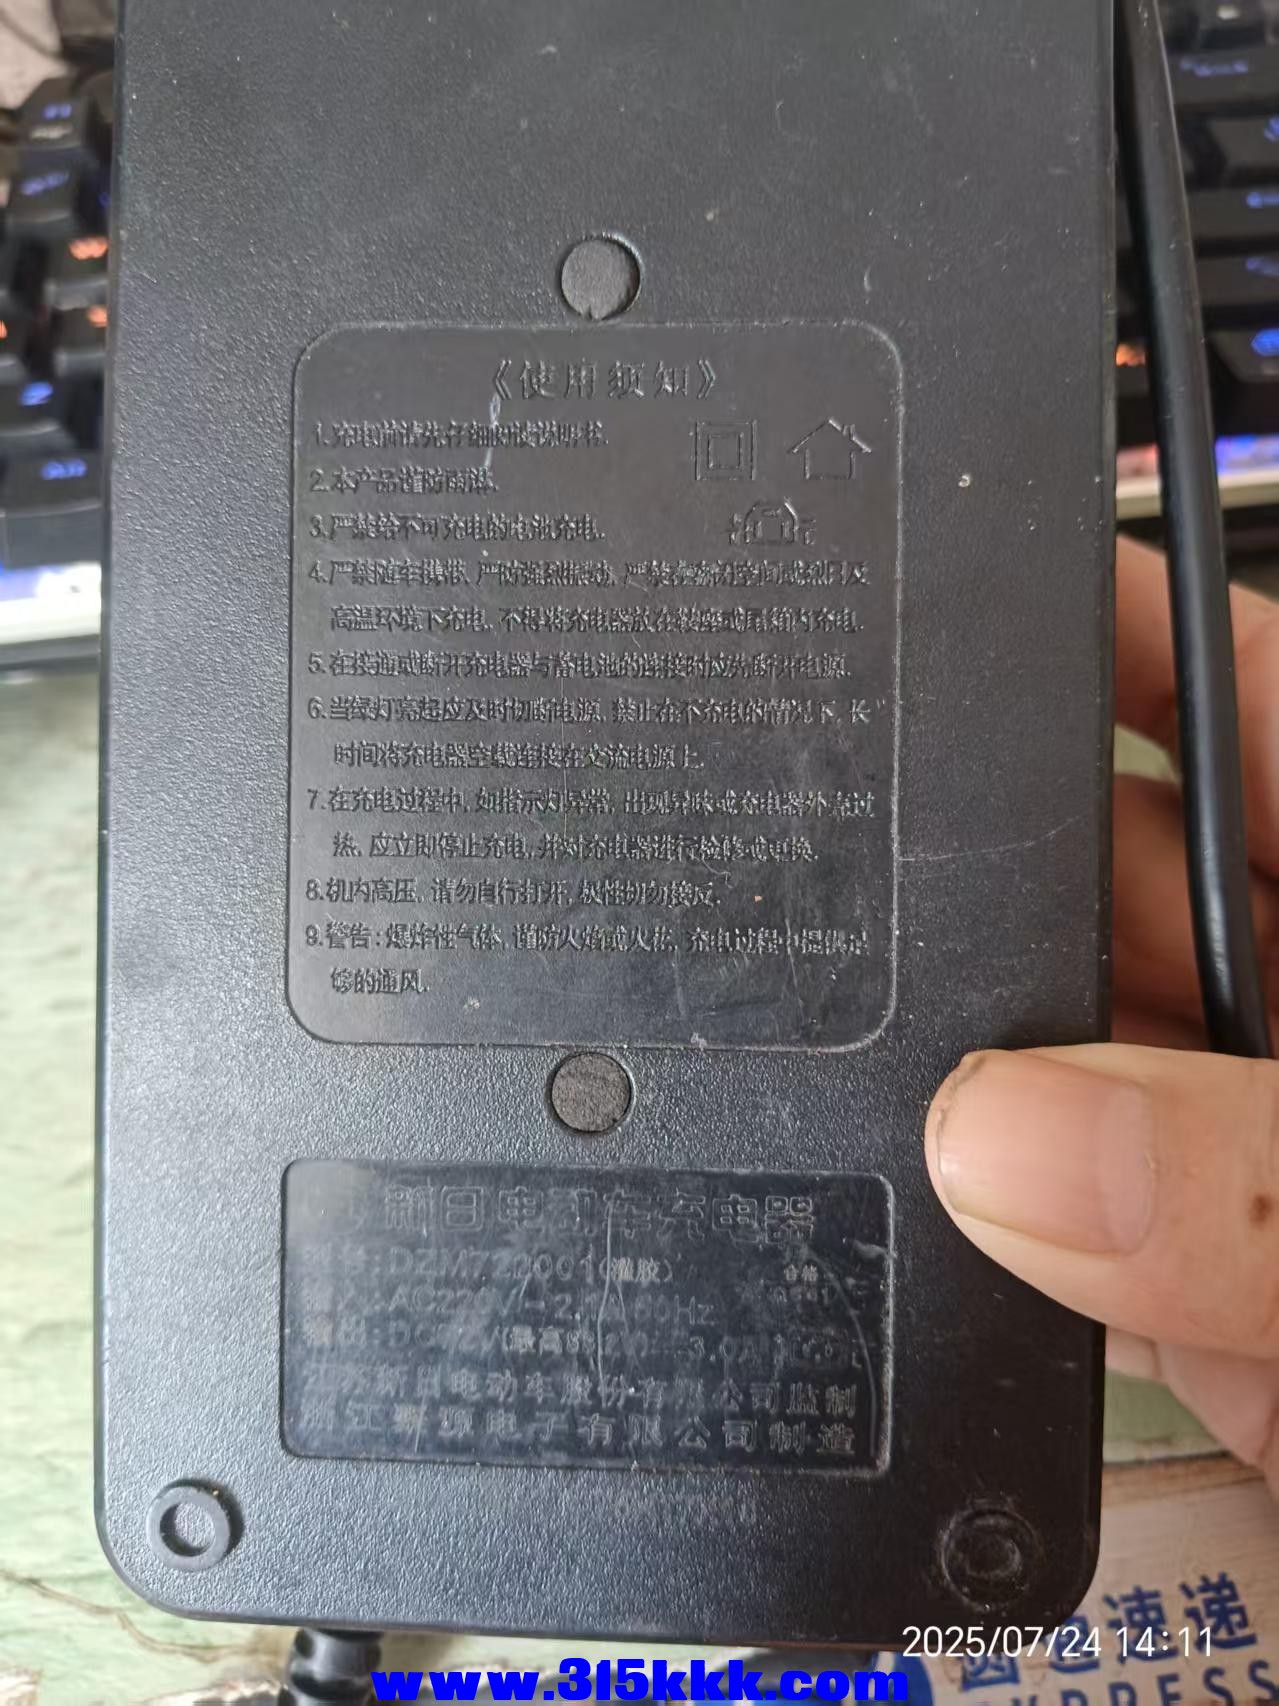 《使用须知》
1.充电前请先仔细阅读说明书.
2.本产品谨防雨淋.
3.严禁给不可充电的电池充电.
4.严禁随车携带, 严防强烈振动, 严禁在密闭空间或烈日及
高温环境下充电, 不得将充电器放在鞍座或尾箱内充电.
5.在接通或断开充电器与蓄电池的连接时应先断开电源.
6.当绿灯亮起应及时切断电源, 禁止在不充电的情况下, 长
时间将充电器空载连接在交流电源上.
7.在充电过程中, 如指示灯异常, 出现异味或充电器外壳过
热, 应立即停止充电, 并对充电器进行检修或更换.
8.机内高压, 请勿自行打开, 极性切勿接反.
9.警告: 爆炸性气体, 谨防火焰或火花, 充电过程中提供足
够的通风.
新日电动车充电器
(灌胶)
合格
输出: (最高
新日电动车股份有限公司监制
源电子有限公司制造
速递
EXPRESS
2025/07/24 14:11
www.315kkk.com